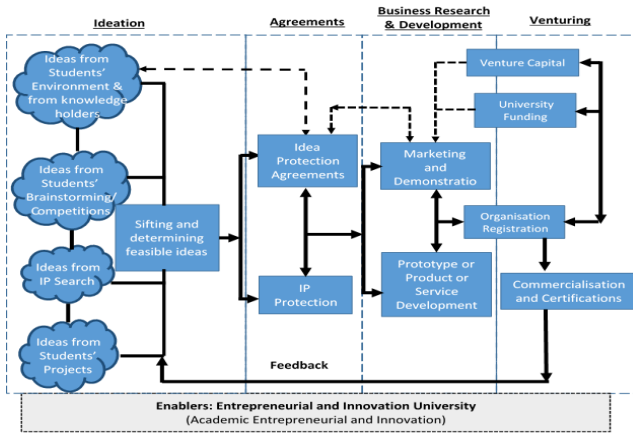 Ideation
Agreements
Business Research
& Development
Venturing
Ideas from
Students'
Environment &
from knowledge
holders
Ideas from
Students'
Brainstorming/
Competitions
Ideas from
IP Search
Ideas from
Students'
Projects
Sifting and
determining
feasible ideas
Idea
Protection
Agreements
IP
Protection
Marketing
and
Demonstratio
Prototype or
Product or
Service
Development
Venture Capital
University
Funding
Organisation
Registration
Commercialisation
and Certifications
Feedback
Enablers: Entrepreneurial and Innovation University
(Academic Entrepreneurial and Innovation)